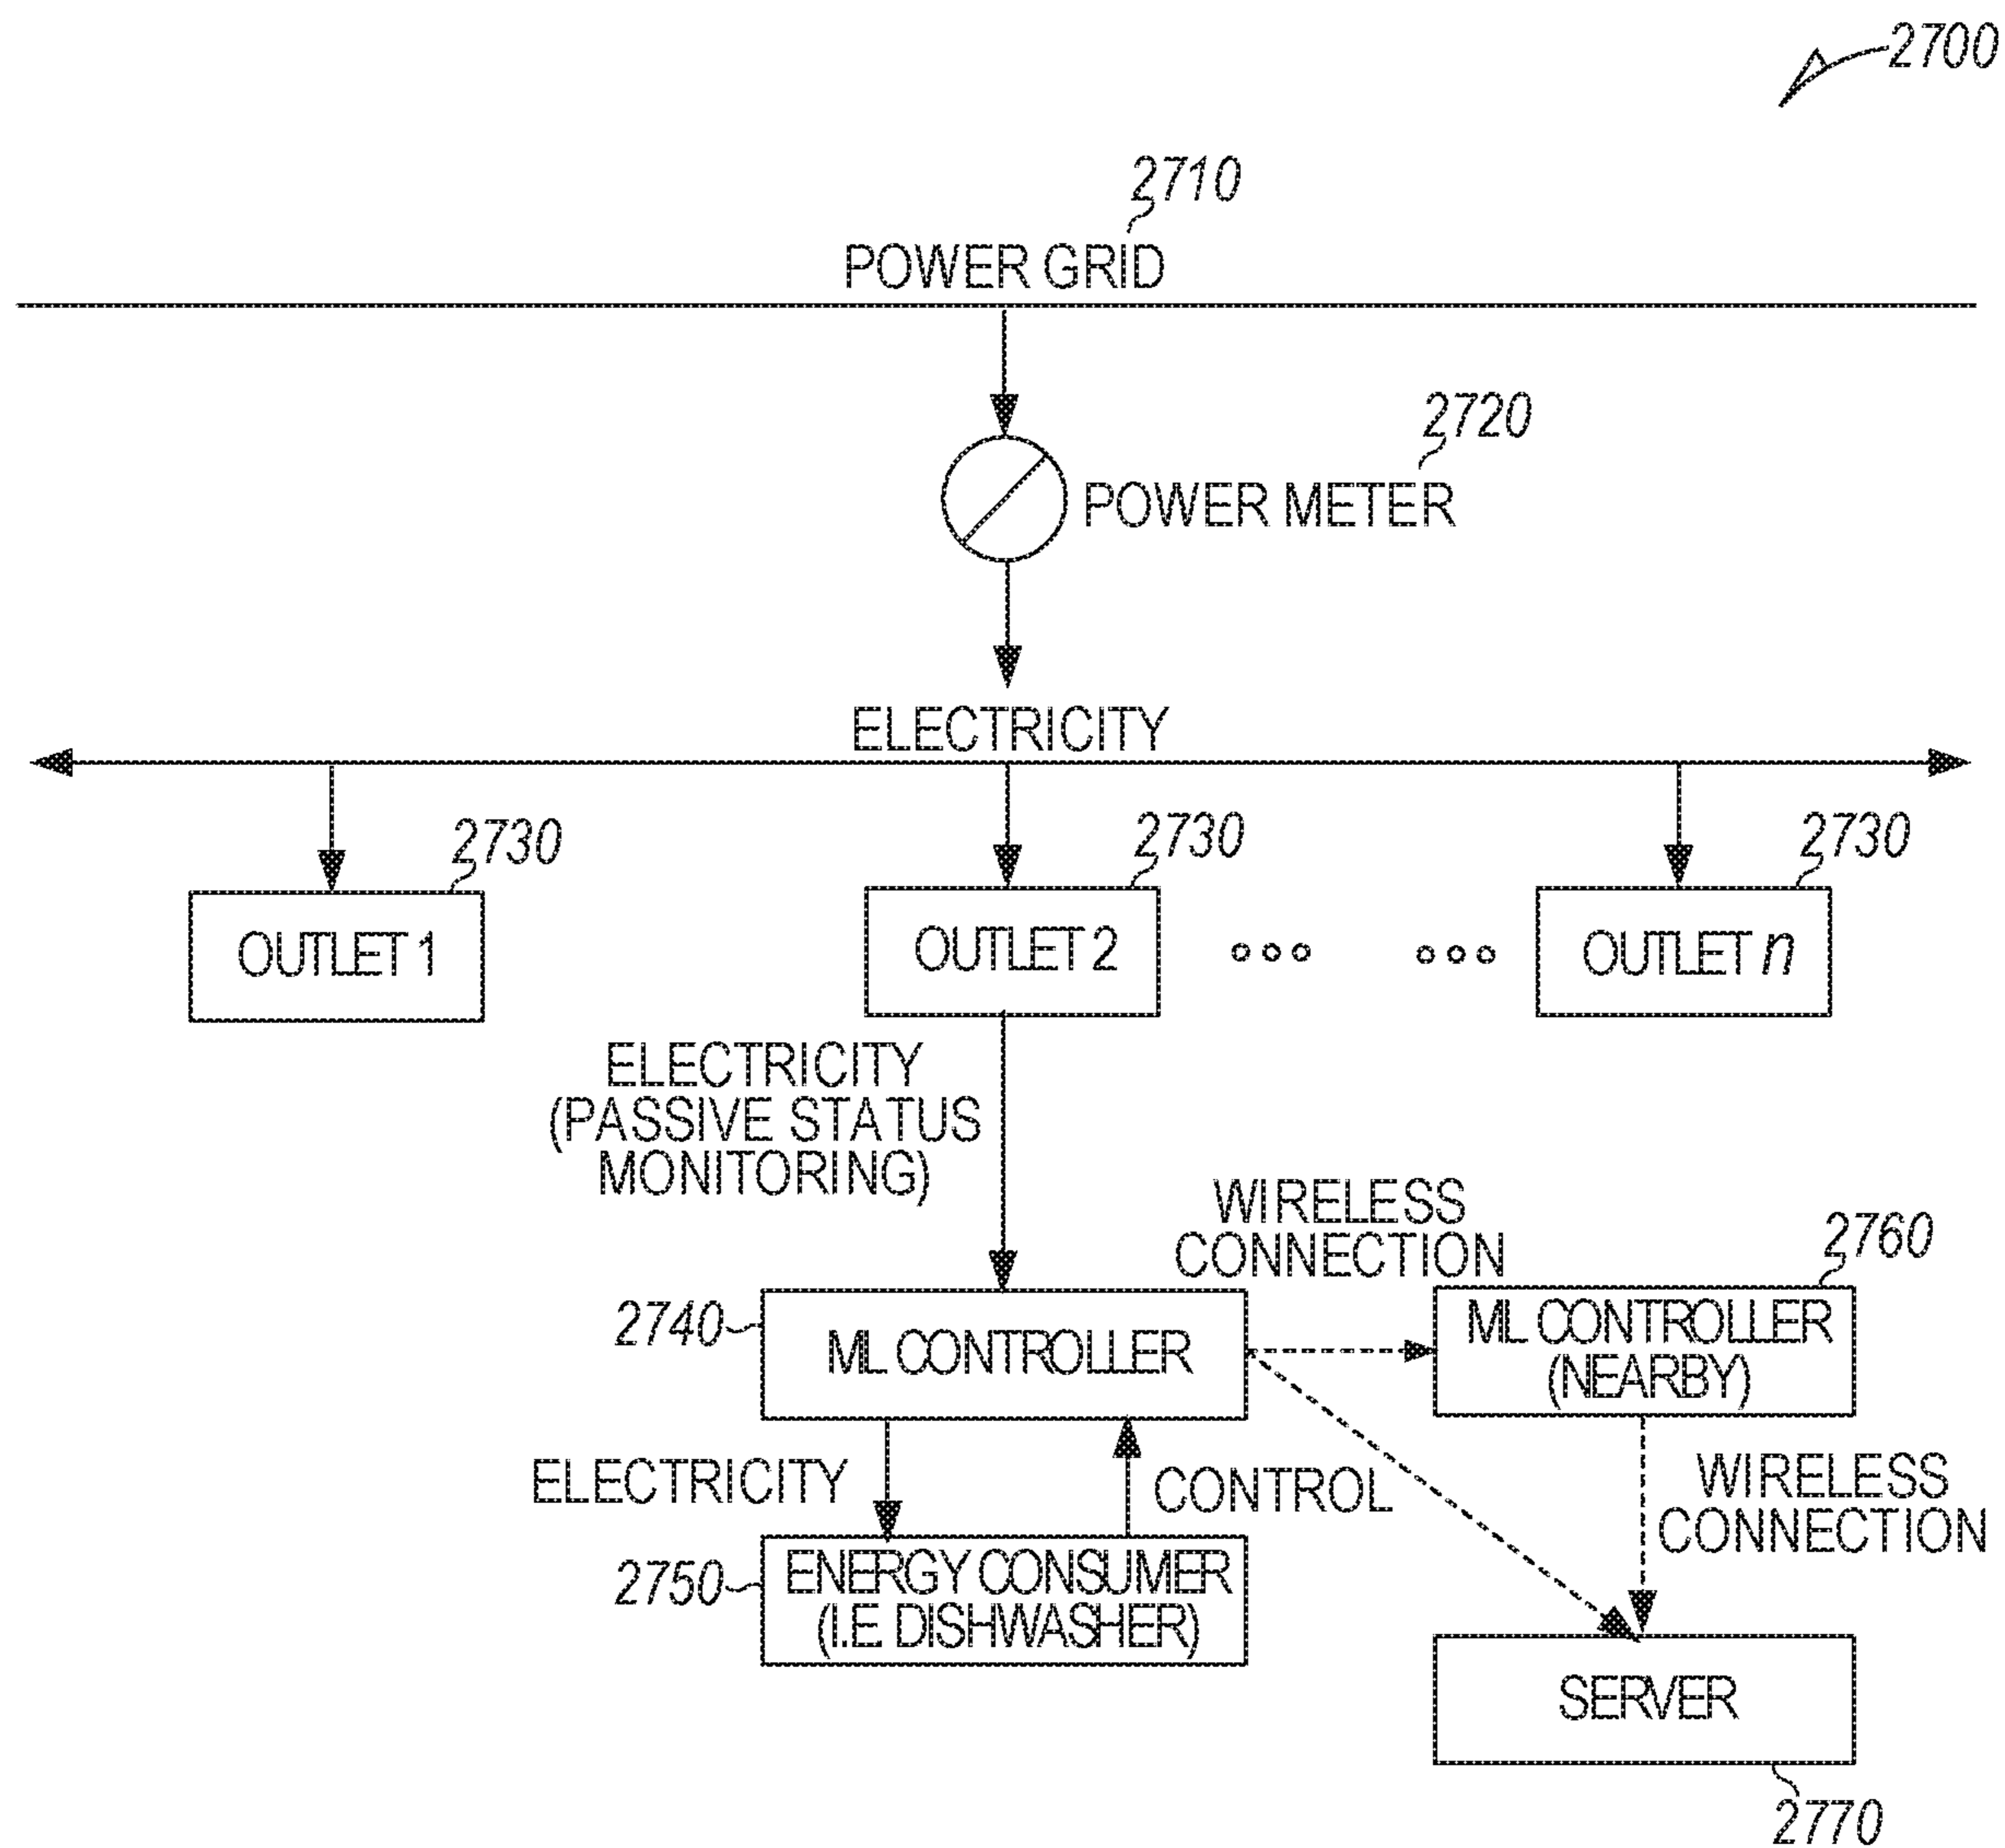 2700
2710
POWER GRID
2720
POWER METER
ELECTRICITY
2730
2730
2730
OUTLET 1
OUTLET 2
OUTLET n
ELECTRICITY
(PASSIVE STATUS
MONITORING)
WIRELESS
CONNECTION
2760
2740
ML CONTROLLER
ML CONTROLLER
(NEARBY)
ELECTRICITY
CONTROL
WIRELESS
CONNECTION
2750
ENERGY CONSUMER
(I.E. DISHWASHER)
SERVER
2770